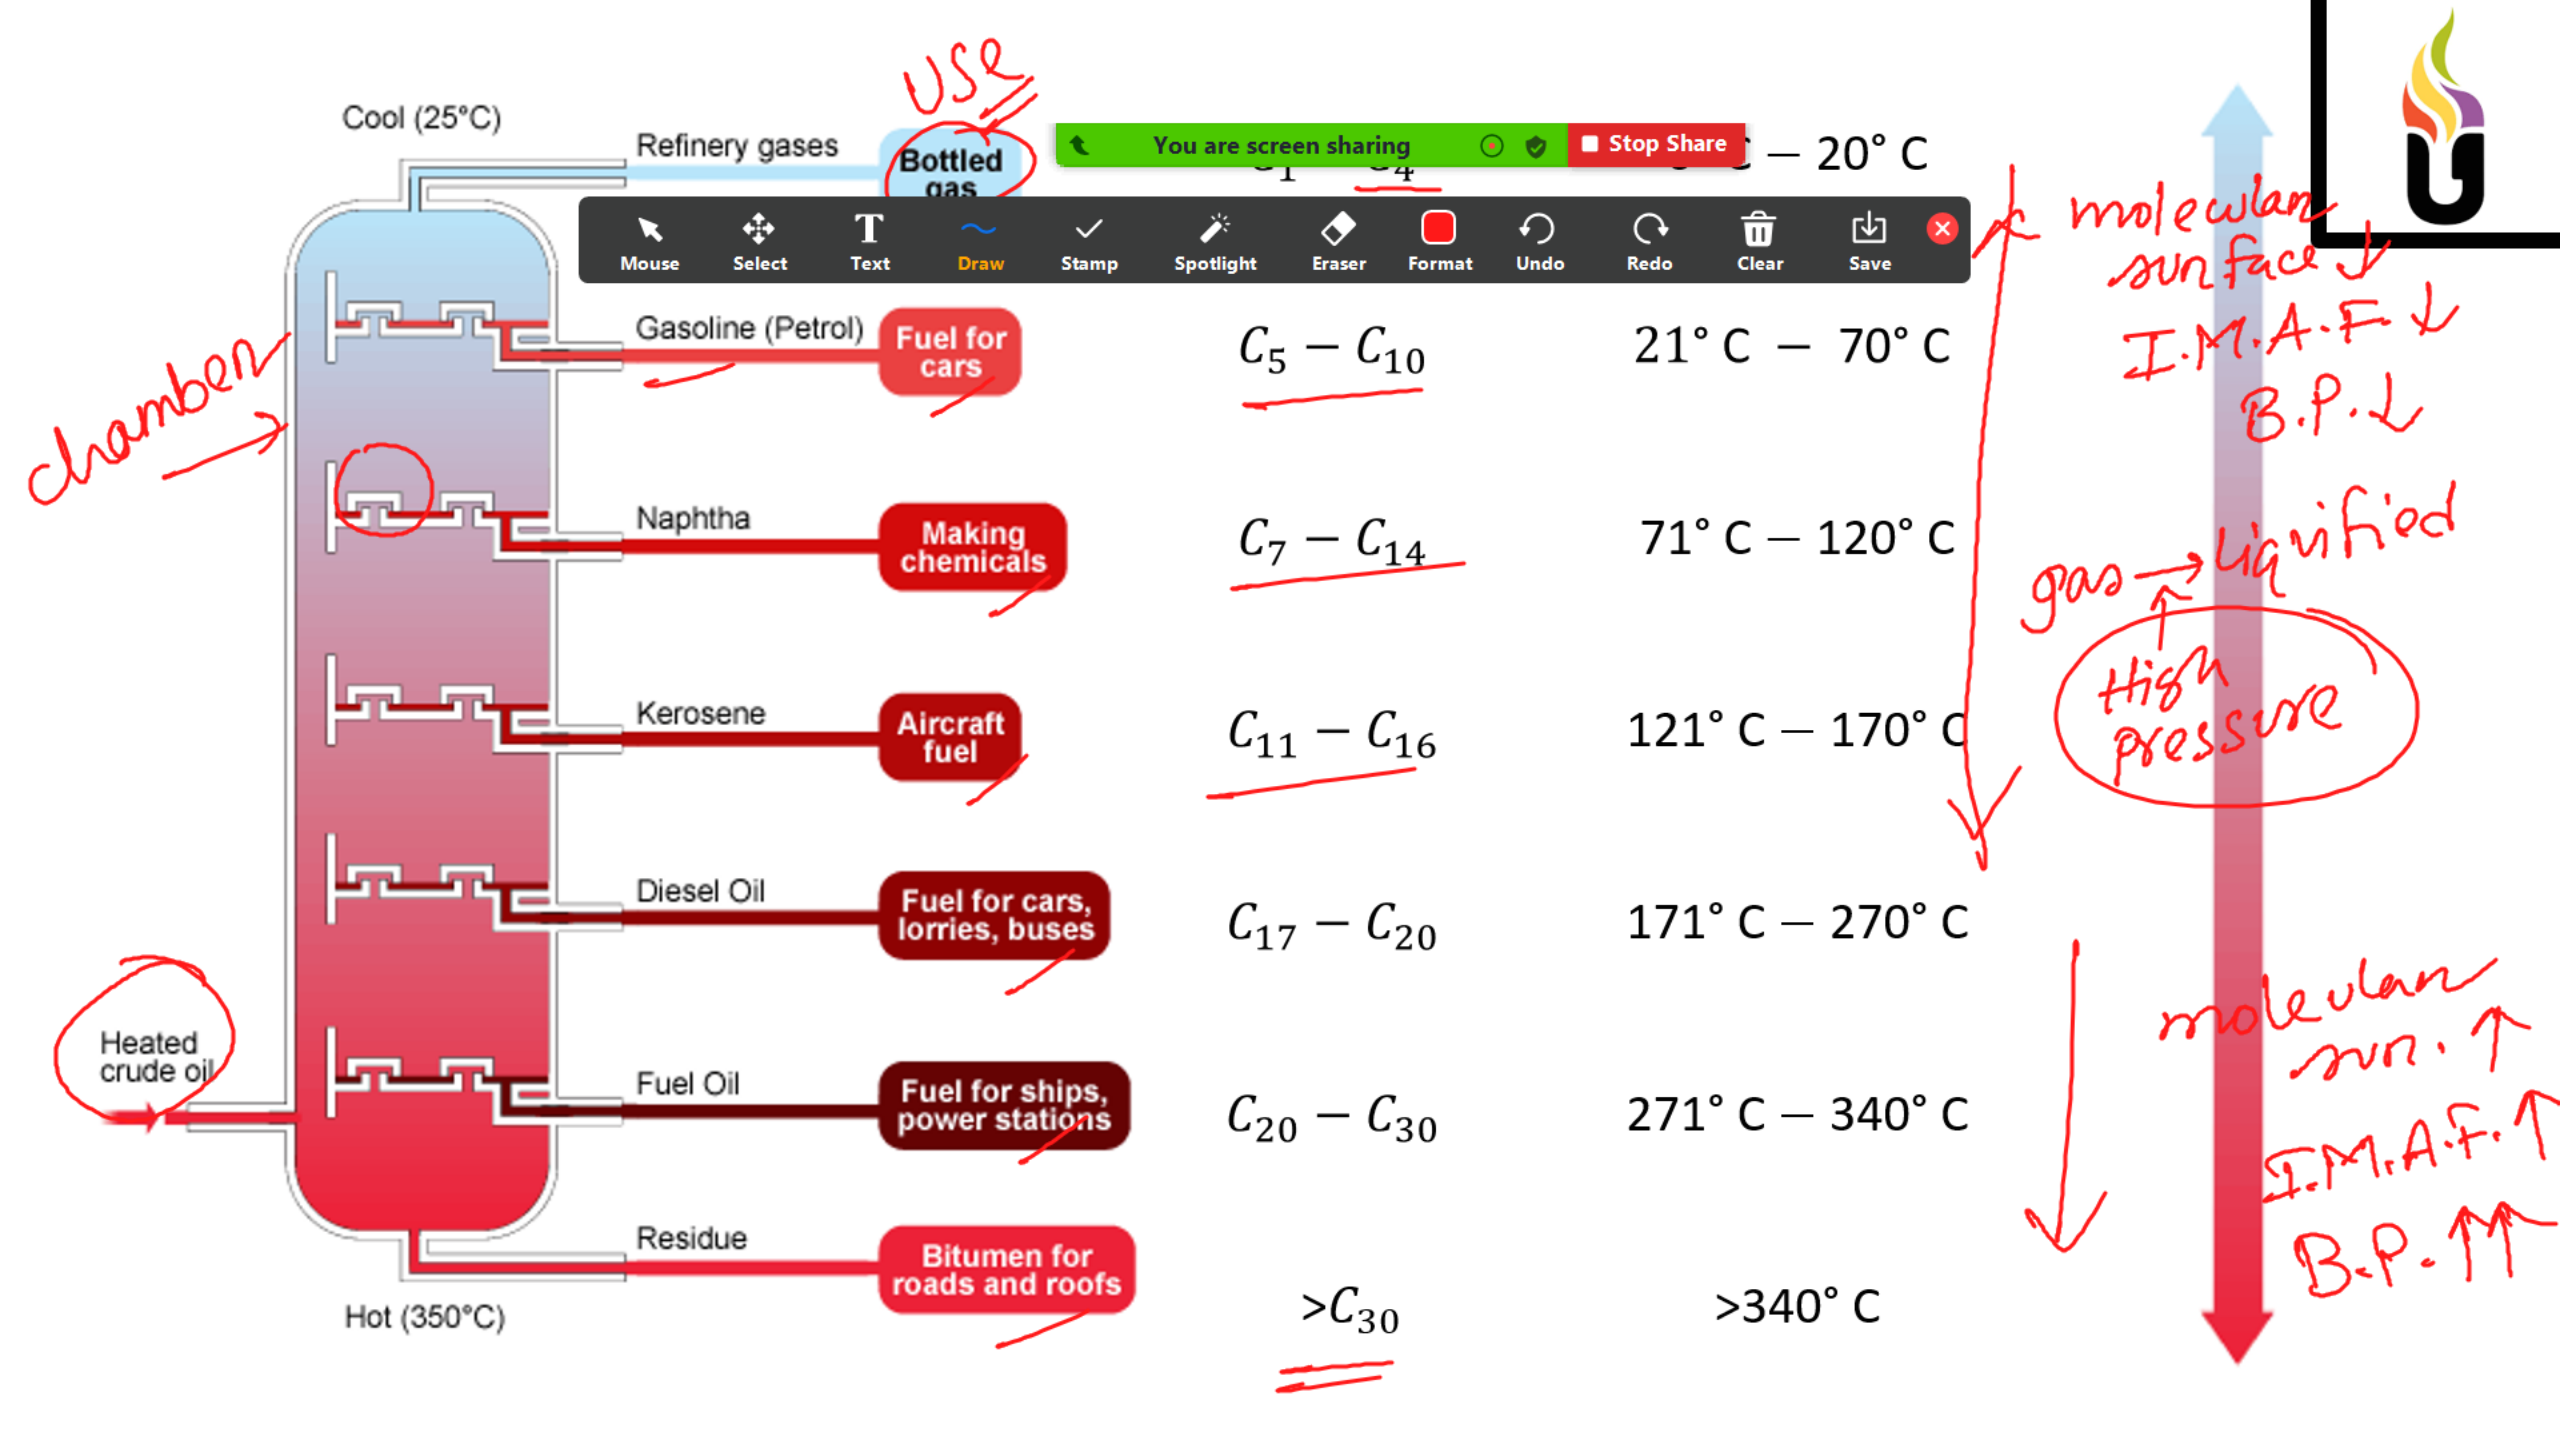 USE
Cool (25°C)
Refinery gases
Bottled
gas
You are screen sharing
Stop Share
C – 20° C
Mouse
Select
Text
Draw
Stamp
Spotlight
Eraser
Format
Undo
Redo
Clear
Save
molecular
surface ↓
I.M.A.F. ↓
B.P. ↓
chamber
Gasoline (Petrol)
Fuel for
cars
C₅ – C₁₀
21° C – 70° C
Naphtha
Making
chemicals
C₇ – C₁₄
71° C – 120° C
gas → liquified
High
pressure
Kerosene
Aircraft
fuel
C₁₁ – C₁₆
121° C – 170° C
Diesel Oil
Fuel for cars,
lorries, buses
C₁₇ – C₂₀
171° C – 270° C
Heated
crude oil
Fuel Oil
Fuel for ships,
power stations
C₂₀ – C₃₀
271° C – 340° C
molecular
sur. ↑
I.M.A.F. ↑
B.P. ↑↑
Residue
Bitumen for
roads and roofs
>C₃₀
>340° C
Hot (350°C)